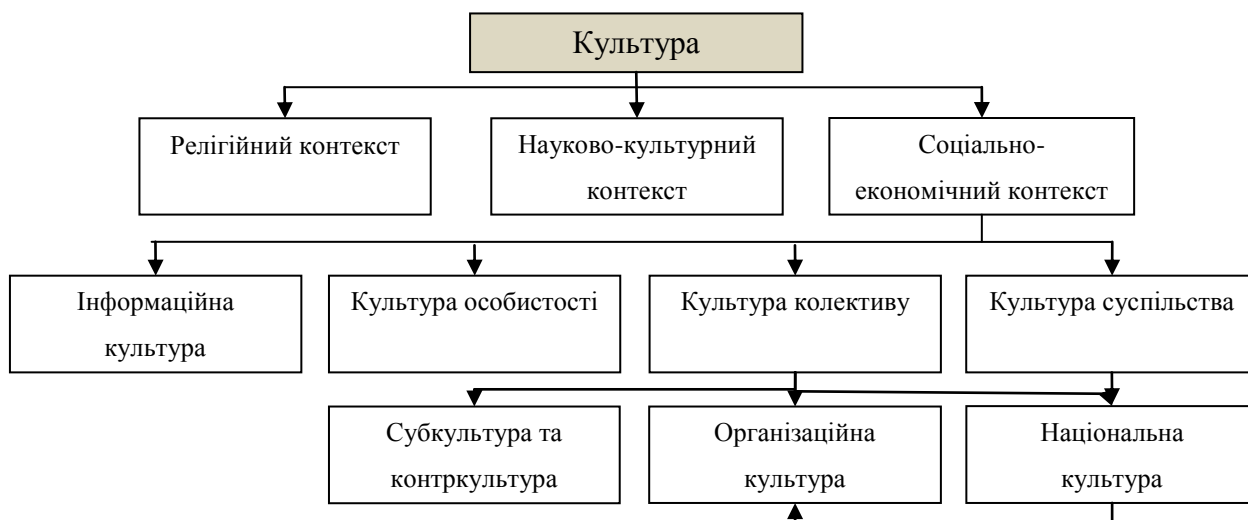 Культура
Релігійний контекст
Науково-культурний
контекст
Соціально-
економічний контекст
Інформаційна
культура
Культура особистості
Культура колективу
Культура суспільства
Субкультура та
контркультура
Організаційна
культура
Національна
культура